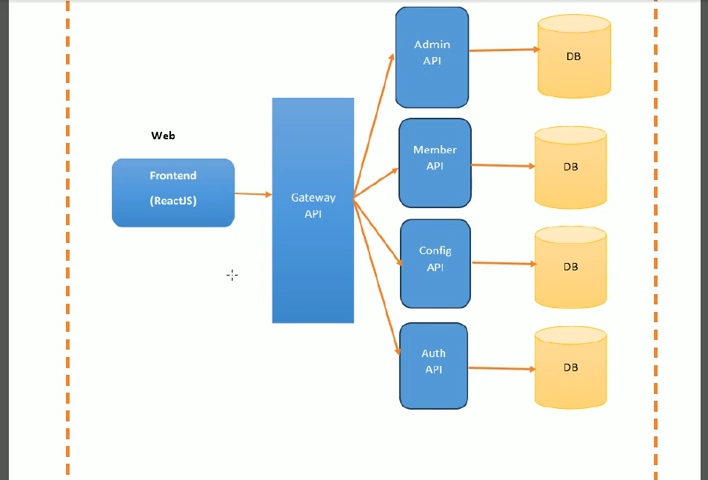 Web
Frontend
(ReactJS)
Gateway
API
Admin
API
DB
Member
API
DB
Config
API
DB
Auth
API
DB